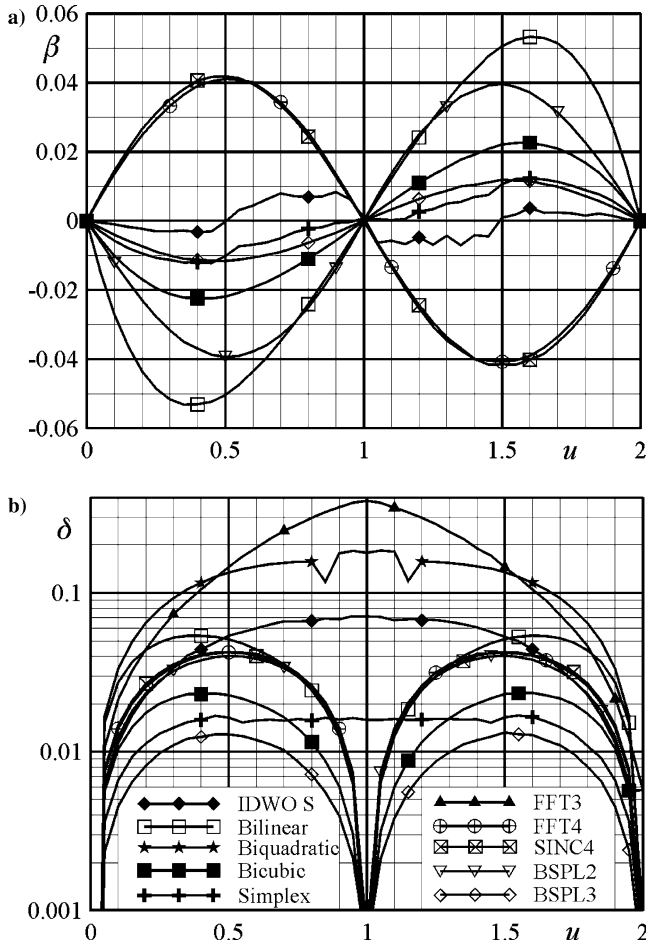 a)
β
0.06
0.04
0.02
0
-0.02
-0.04
-0.06
0
0.5
1
1.5
u
2
b)
δ
0.1
0.01
0.001
IDWO S
Bilinear
Biquadratic
Bicubic
Simplex
FFT3
FFT4
SINC4
BSPL2
BSPL3
0
0.5
1
1.5
u
2